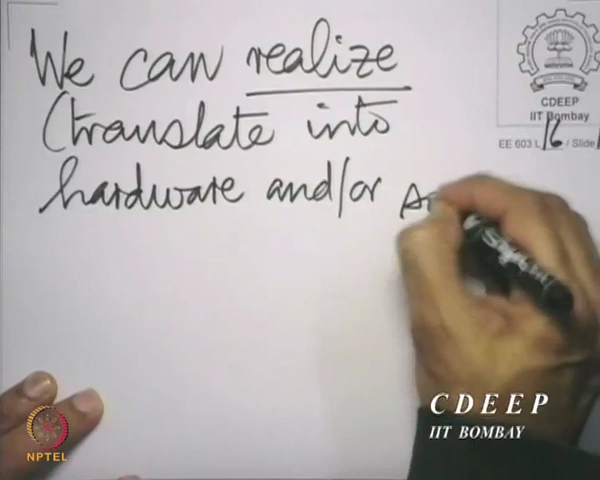 We can realize
(translate into
hardware and/or
CDEEP
IIT Bombay
EE 603 L 16 / Slide
CDEEP
IIT BOMBAY
NPTEL